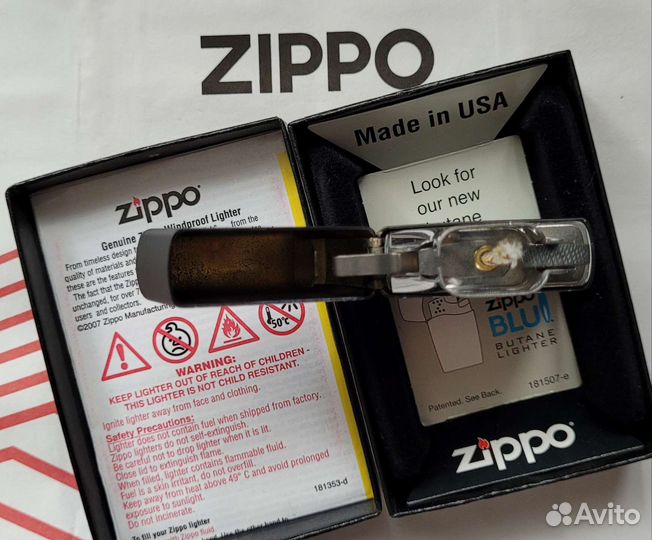 ZIPPO
Made in USA
Look for
our new
BLU
BUTANE
LIGHTER
181507-e
Patented. See Back.
zippo
zippo
Genuine Windproof Lighter
From timeless design from the
quality of materials and
these are the features
The fact that the Zippo
unchanged, for over 7
users and collectors.
©2007 Zippo Manufacturing
50°C
WARNING:
KEEP LIGHTER OUT OF REACH OF CHILDREN -
THIS LIGHTER IS NOT CHILD RESISTANT.
Ignite lighter away from face and clothing.
Safety Precautions:
Lighter does not contain fuel when shipped from factory.
Zippo lighters do not self-extinguish.
Be careful not to drop lighter when it is lit.
Close lid to extinguish flame.
When filled, lighter contains flammable fluid.
Fuel is a skin irritant, do not overfill.
Keep away from heat above 49° C and avoid prolonged
exposure to sunlight.
Do not incinerate.
181353-d
To fill your Zippo lighter
zippo
Avito